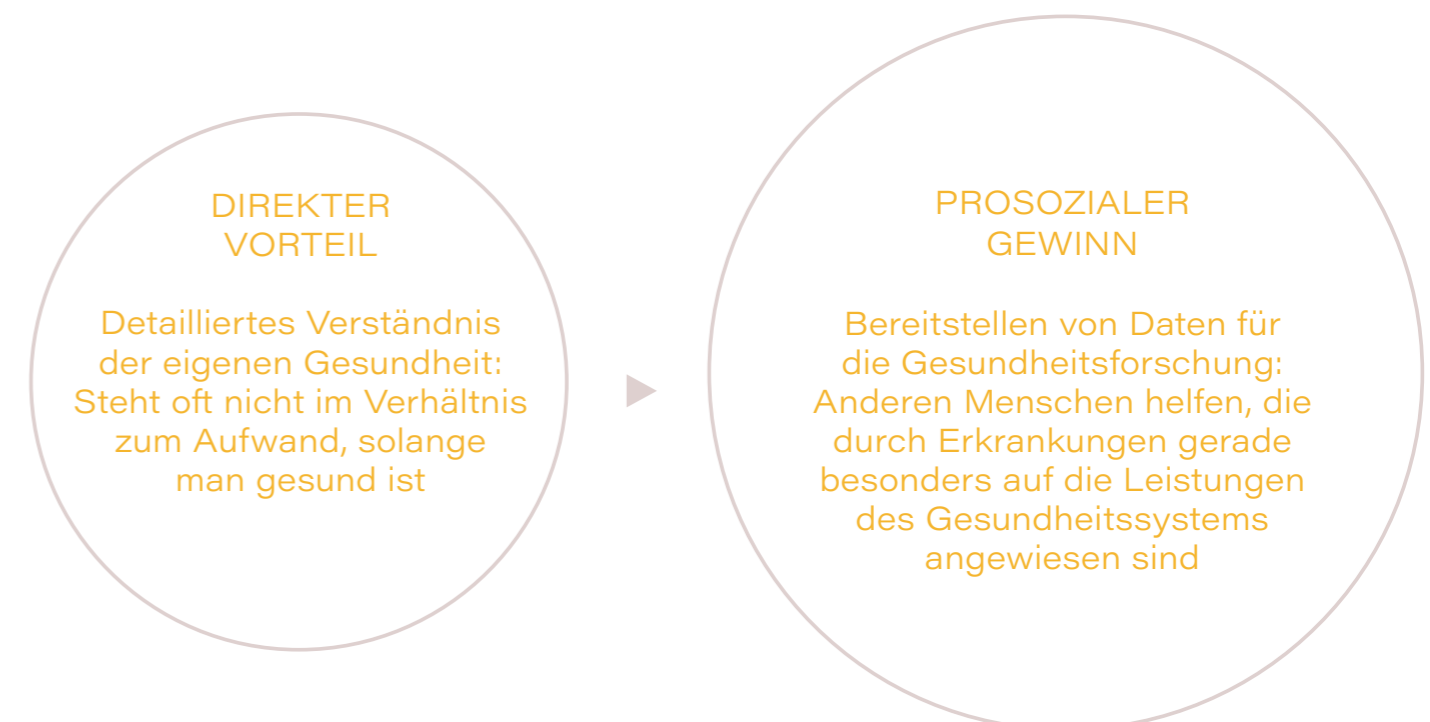 DIREKTER
VORTEIL
Detailliertes Verständnis
der eigenen Gesundheit:
Steht oft nicht im Verhältnis
zum Aufwand, solange
man gesund ist
PROSOZIALER
GEWINN
Bereitstellen von Daten für
die Gesundheitsforschung:
Anderen Menschen helfen, die
durch Erkrankungen gerade
besonders auf die Leistungen
des Gesundheitssystems
angewiesen sind